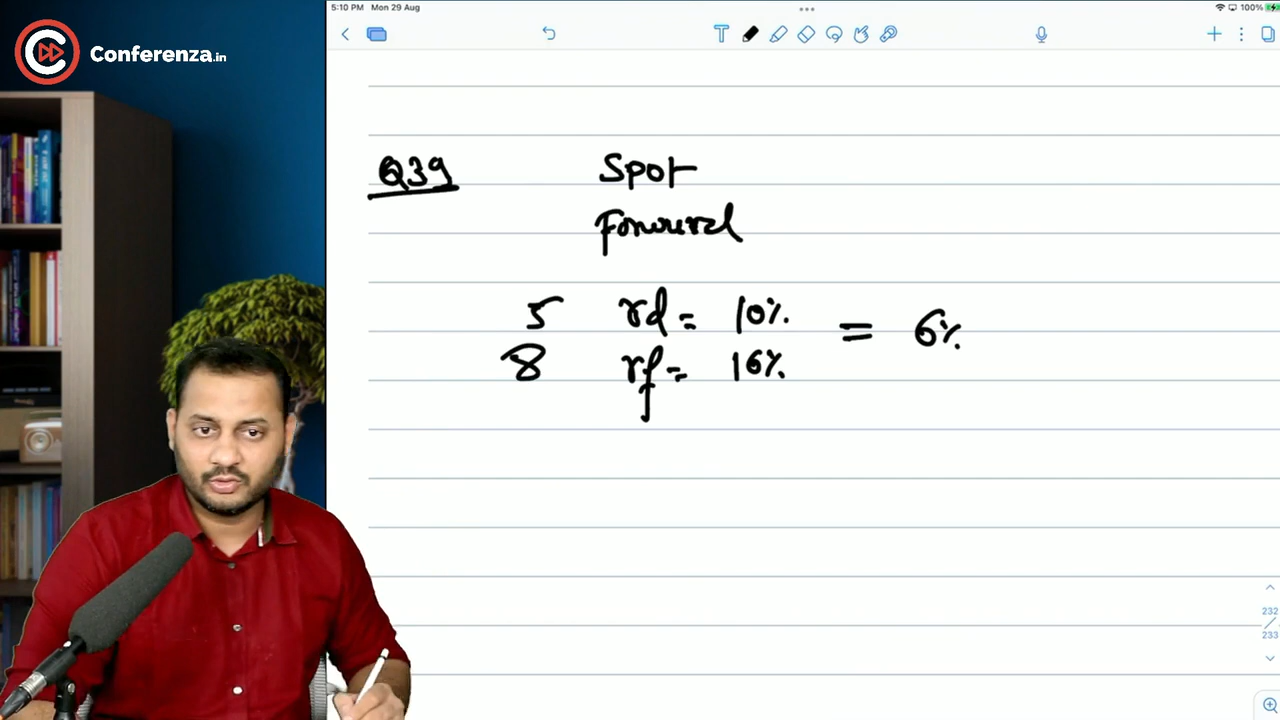 5:10 PM Mon 29 Aug
100%
Conferenza.in
T
Q39
Spot
Forward
5 rd = 10% = 6%
8 rf = 16%
232
233